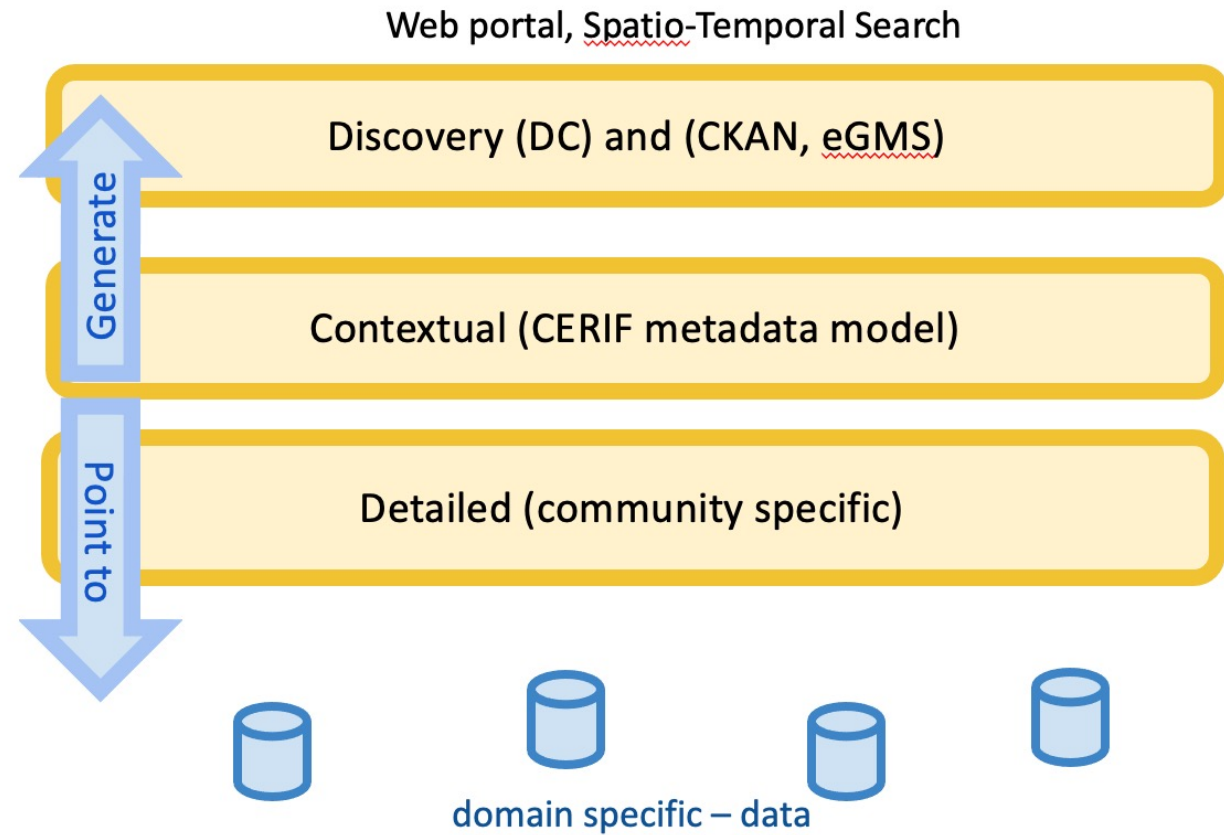 Web portal, Spatio-Temporal Search
Discovery (DC) and (CKAN, eGMS)
Generate
Contextual (CERIF metadata model)
Point to
Detailed (community specific)
domain specific – data